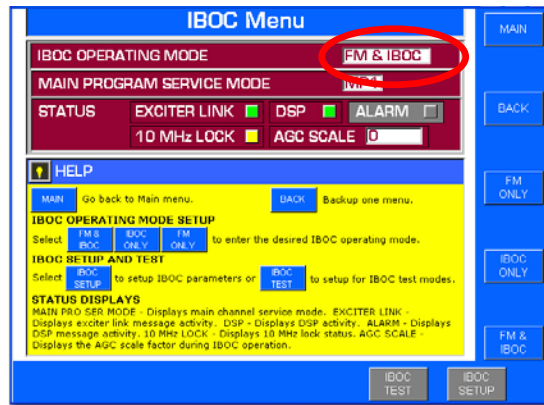 IBOC Menu
MAIN
IBOC OPERATING MODE FM & IBOC
MAIN PROGRAM SERVICE MODE MP1
STATUS EXCITER LINK DSP ALARM
10 MHz LOCK AGC SCALE 0
BACK
HELP
MAIN Go back to Main menu. BACK Backup one menu.
IBOC OPERATING MODE SETUP
Select FM & IBOC IBOC ONLY FM ONLY to enter the desired IBOC operating mode.
IBOC SETUP AND TEST
Select IBOC SETUP to setup IBOC parameters or IBOC TEST to setup for IBOC test modes.
STATUS DISPLAYS
MAIN PRO SER MODE - Displays main channel service mode. EXCITER LINK -
Displays exciter link message activity. DSP - Displays DSP activity. ALARM - Displays
DSP message activity. 10 MHz LOCK - Displays 10 MHz lock status. AGC SCALE -
Displays the AGC scale factor during IBOC operation.
FM
ONLY
IBOC
ONLY
FM &
IBOC
IBOC
TEST
IBOC
SETUP